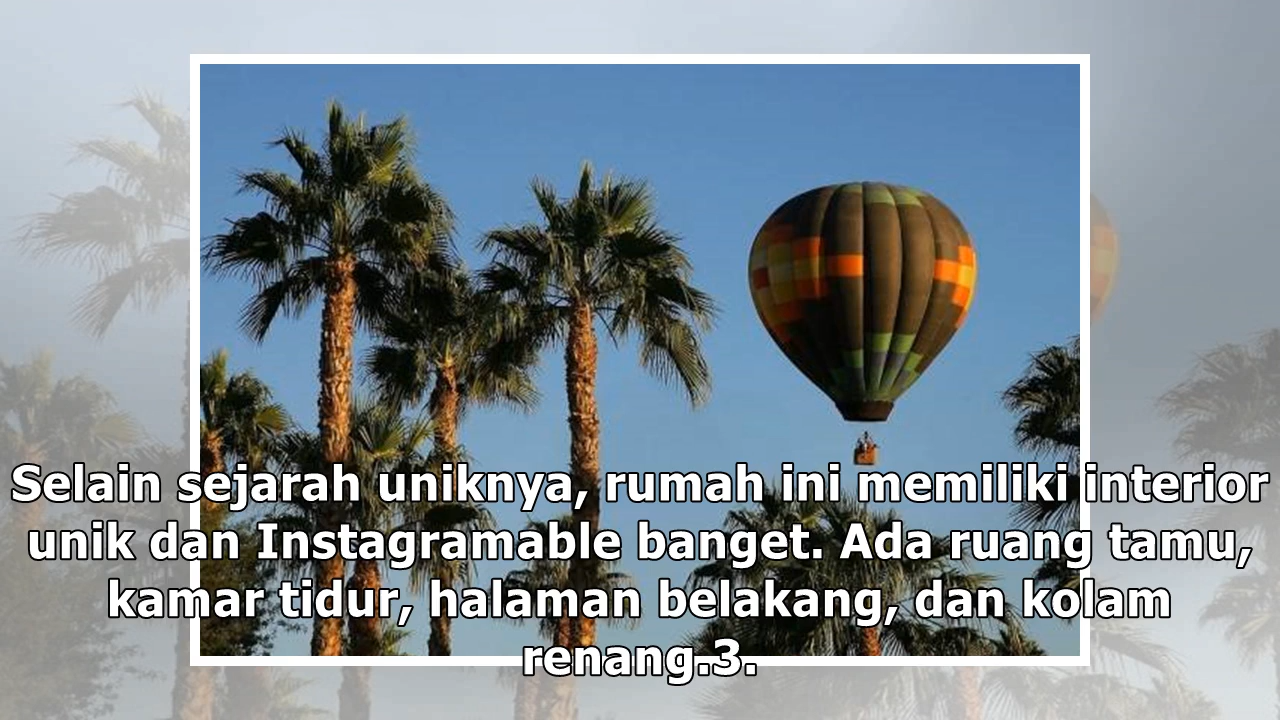 Selain sejarah uniknya, rumah ini memiliki interior
unik dan Instagramable banget. Ada ruang tamu,
kamar tidur, halaman belakang, dan kolam
renang.3.